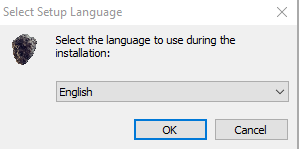 Select Setup Language
Select the language to use during the
installation:
English
OK
Cancel